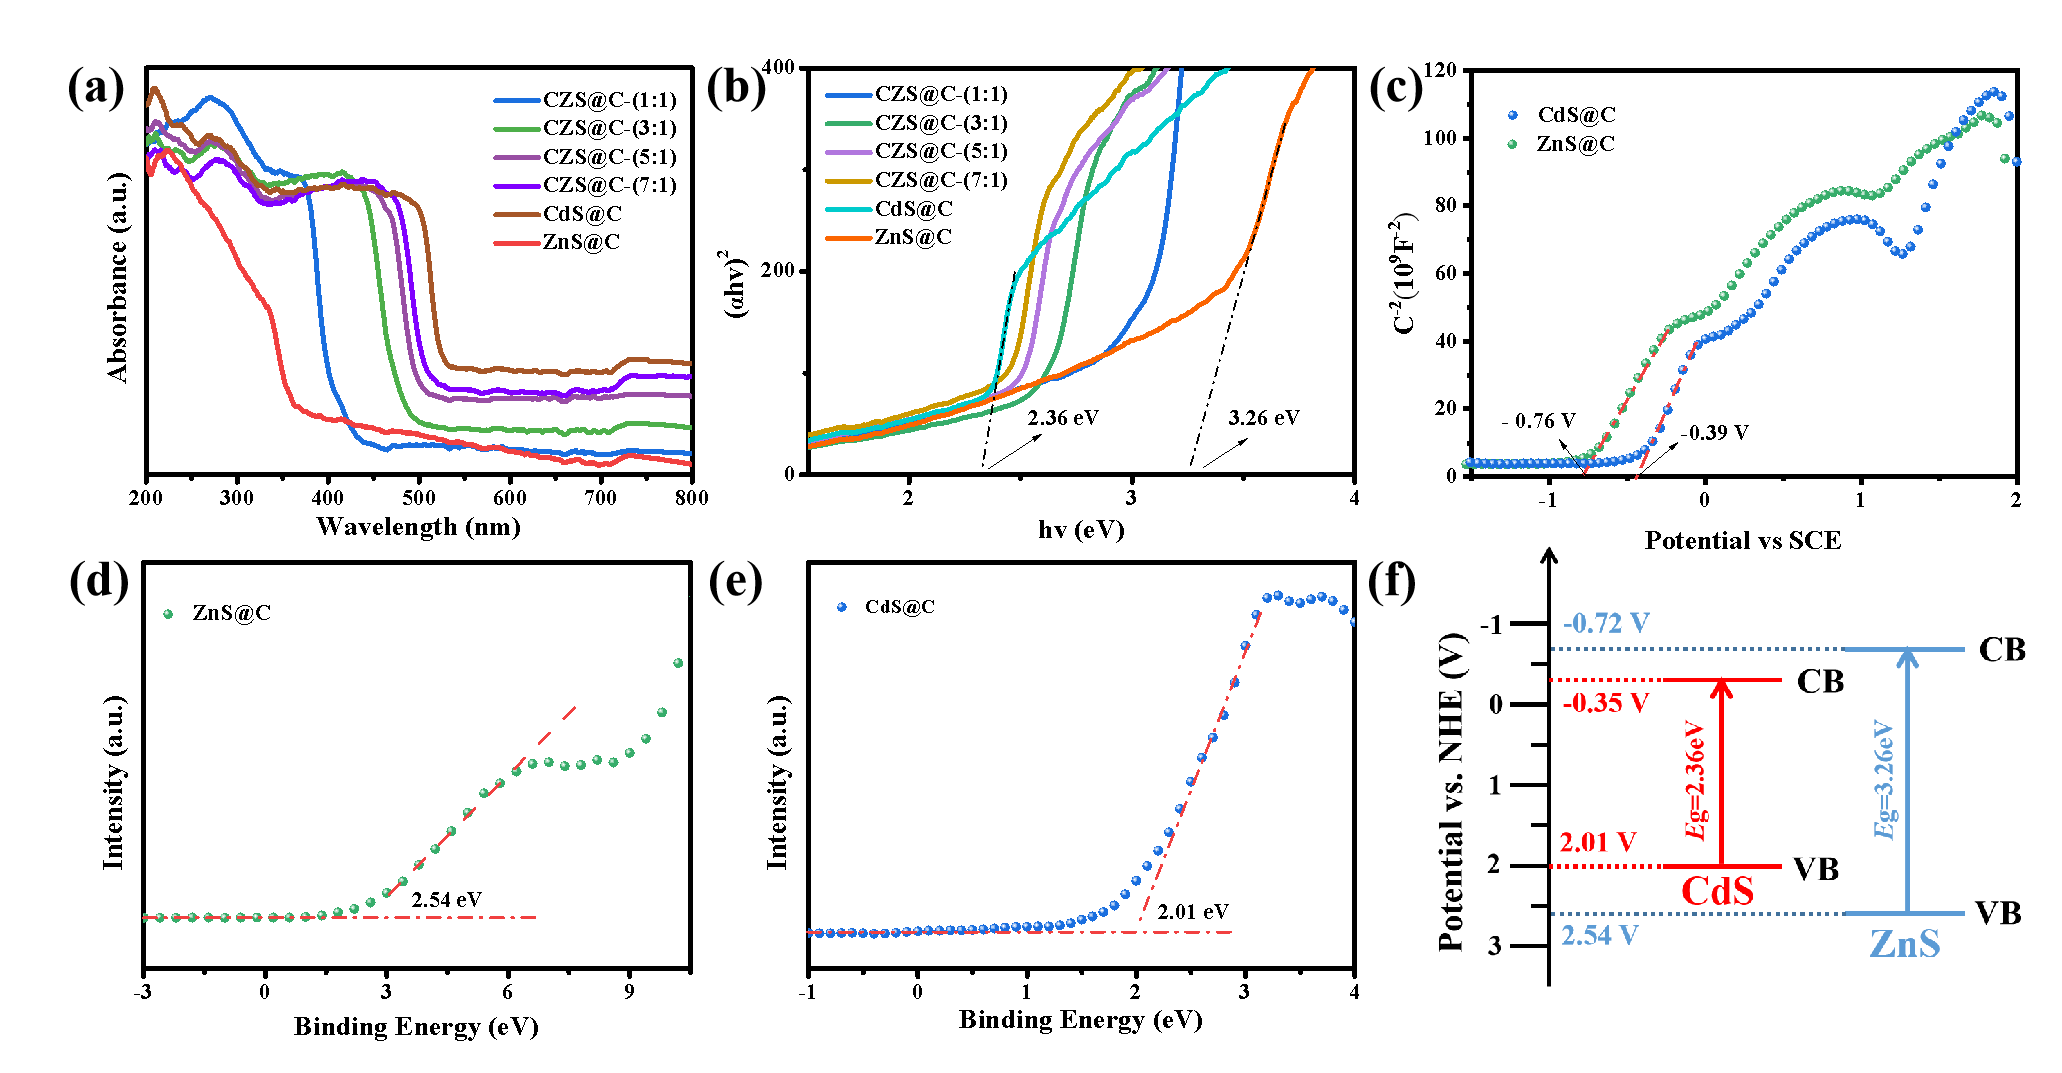 (a)
CZS@C-(1:1)
CZS@C-(3:1)
CZS@C-(5:1)
CZS@C-(7:1)
CdS@C
ZnS@C
Absorbance (a.u.)
200 300 400 500 600 700 800
Wavelength (nm)
(b)
400
200
0
CZS@C-(1:1)
CZS@C-(3:1)
CZS@C-(5:1)
CZS@C-(7:1)
CdS@C
ZnS@C
(αhv)²
2.36 eV
3.26 eV
2 3 4
hv (eV)
(c)
120
100
80
60
40
20
0
CdS@C
ZnS@C
C⁻²(10⁹F⁻²)
- 0.76 V
-0.39 V
-1 0 1 2
Potential vs SCE
(d)
ZnS@C
Intensity (a.u.)
2.54 eV
-3 0 3 6 9
Binding Energy (eV)
(e)
CdS@C
Intensity (a.u.)
2.01 eV
-1 0 1 2 3 4
Binding Energy (eV)
(f)
Potential vs. NHE (V)
-1
0
1
2
3
-0.72 V
CB
CB
-0.35 V
Eg=2.36eV
Eg=3.26eV
2.01 V
VB
CdS
VB
2.54 V
ZnS